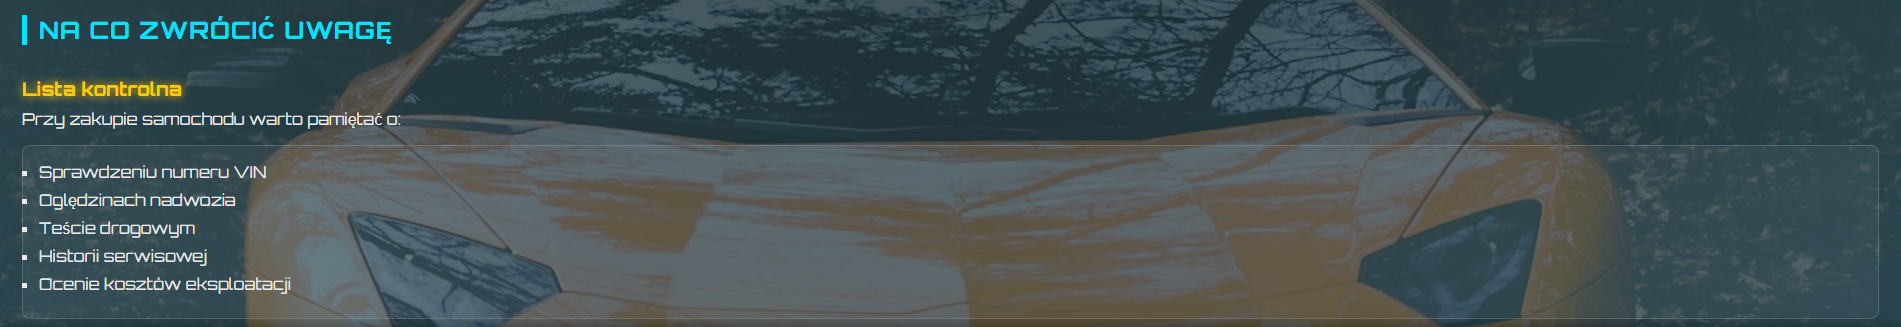 NA CO ZWRÓCIĆ UWAGĘ
Lista kontrolna
Przy zakupie samochodu warto pamiętać o:
Sprawdzeniu numeru VIN
Oględzinach nadwozia
Teście drogowym
Historii serwisowej
Ocenie kosztów eksploatacji